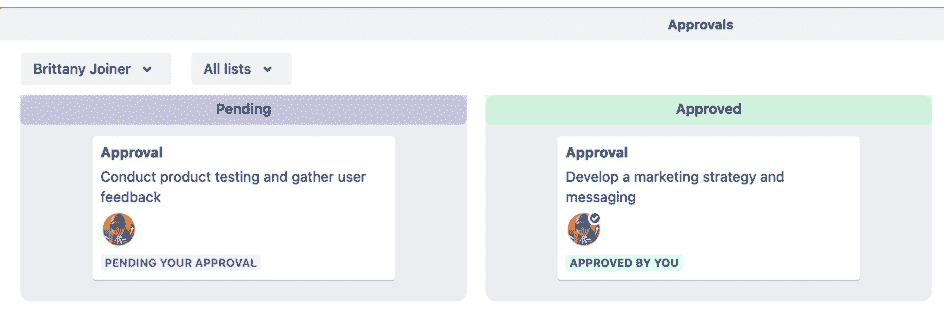 Approvals
Brittany Joiner
All lists
Pending
Approval
Conduct product testing and gather user
feedback
PENDING YOUR APPROVAL
Approved
Approval
Develop a marketing strategy and
messaging
APPROVED BY YOU